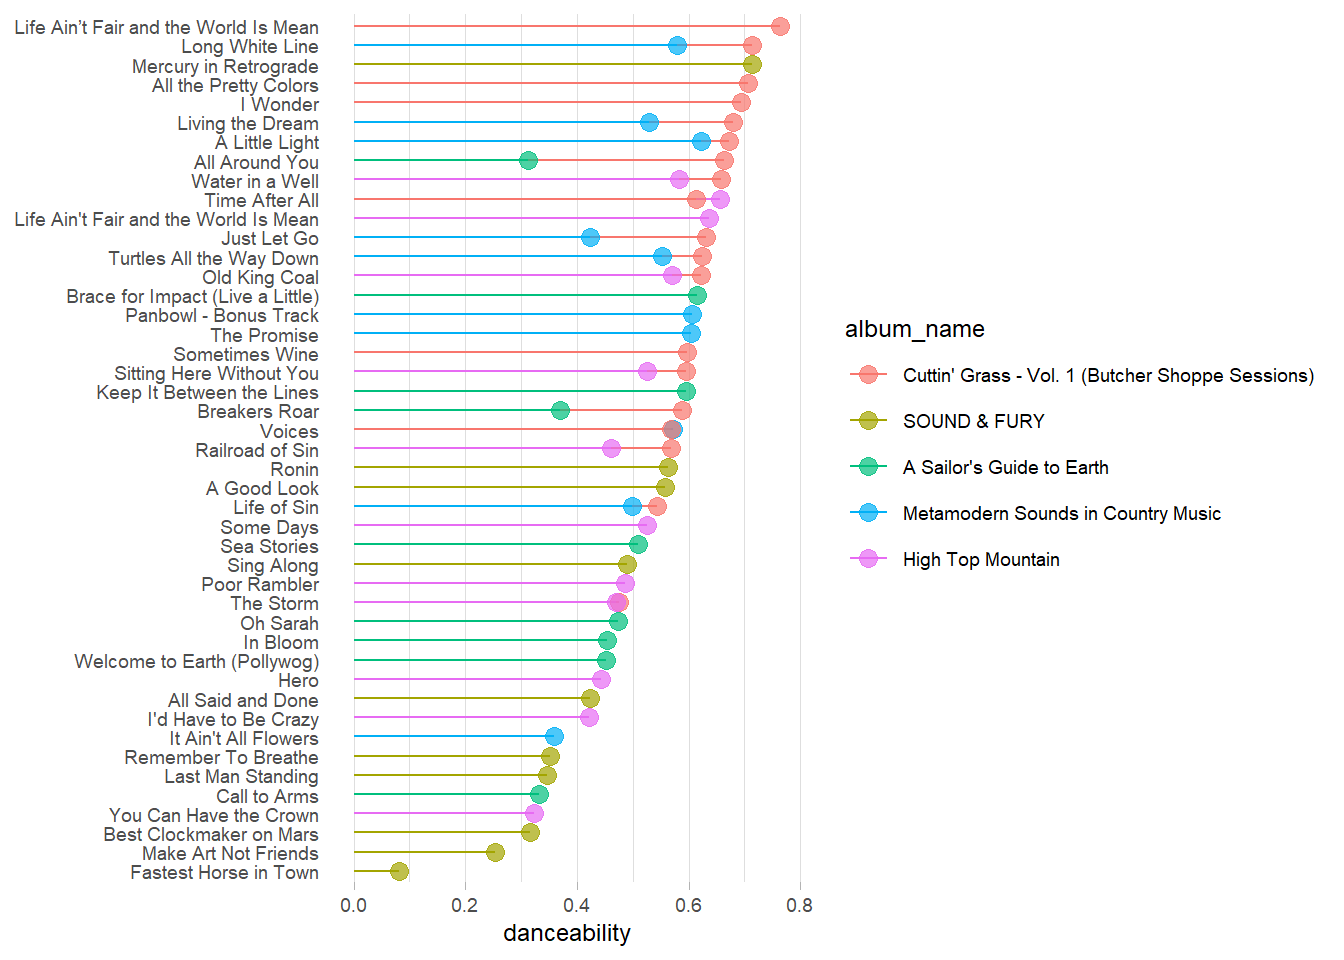 Life Ain’t Fair and the World Is Mean
Long White Line
Mercury in Retrograde
All the Pretty Colors
I Wonder
Living the Dream
A Little Light
All Around You
Water in a Well
Time After All
Life Ain't Fair and the World Is Mean
Just Let Go
Turtles All the Way Down
Old King Coal
Brace for Impact (Live a Little)
Panbowl - Bonus Track
The Promise
Sometimes Wine
Sitting Here Without You
Keep It Between the Lines
Breakers Roar
Voices
Railroad of Sin
Ronin
A Good Look
Life of Sin
Some Days
Sea Stories
Sing Along
Poor Rambler
The Storm
Oh Sarah
In Bloom
Welcome to Earth (Pollywog)
Hero
All Said and Done
I'd Have to Be Crazy
It Ain't All Flowers
Remember To Breathe
Last Man Standing
Call to Arms
You Can Have the Crown
Best Clockmaker on Mars
Make Art Not Friends
Fastest Horse in Town
0.0 0.2 0.4 0.6 0.8
danceability
album_name
Cuttin' Grass - Vol. 1 (Butcher Shoppe Sessions)
SOUND & FURY
A Sailor's Guide to Earth
Metamodern Sounds in Country Music
High Top Mountain